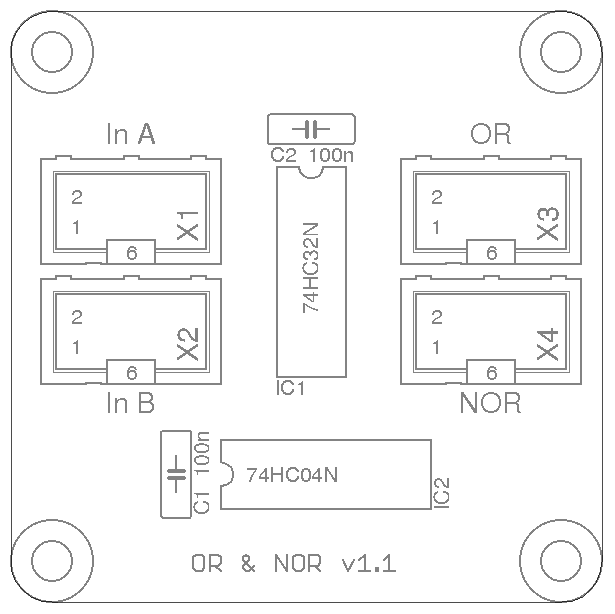 In A
OR
C2 100n
2
1
X1
6
74HC32N
2
1
X3
6
2
1
X2
6
2
1
X4
6
In B
IC1
NOR
C1 100n
74HC04N
IC2
OR & NOR v1.1